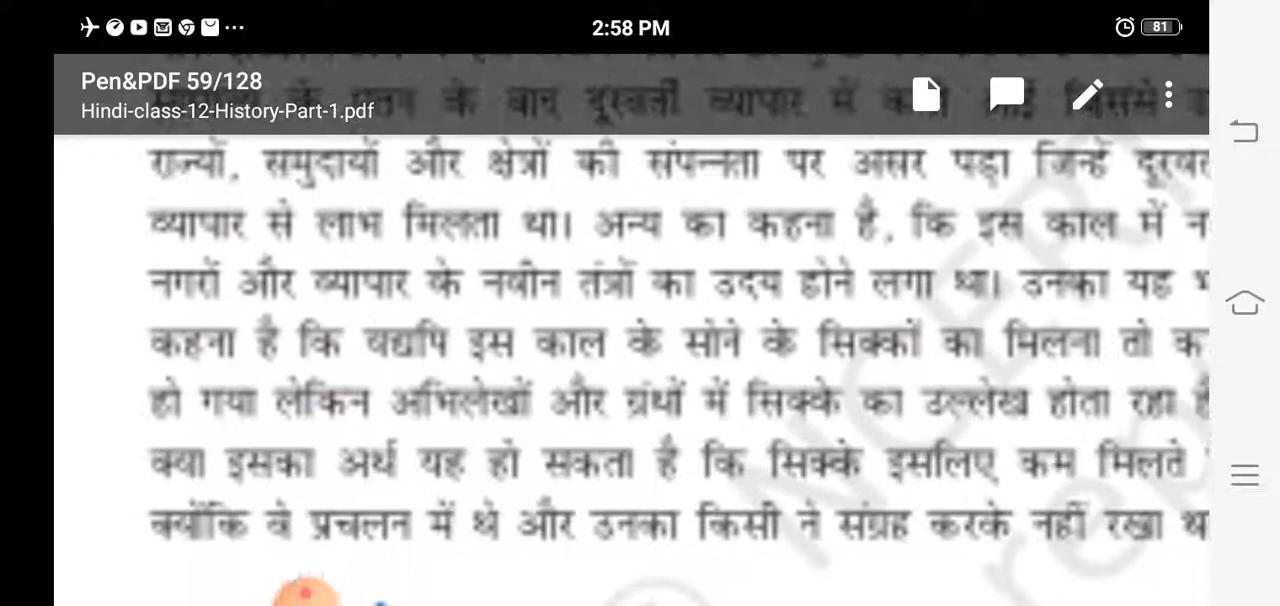 2:58 PM
81
Pen&PDF 59/128
Hindi-class-12-History-Part-1.pdf
के पतन के बाद दूरवर्ती व्यापार में जिससे
राज्यों, समुदायों और क्षेत्रों की संपन्नता पर असर पड़ा जिन्हें
व्यापार से लाभ मिलता था। अन्य का कहना है, कि इस काल में
नगरों और व्यापार के नवीन तंत्रों का उदय होने लगा था। उनका यह
कहना है कि यद्यपि इस काल के सोने के सिक्कों का मिलना तो
हो गया लेकिन अभिलेखों और ग्रंथों में सिक्के का उल्लेख होता रहा
क्या इसका अर्थ यह हो सकता है कि सिक्के इसलिए कम मिलते
क्योंकि वे प्रचलन में थे और उनका किसी ने संग्रह करके नहीं रखा